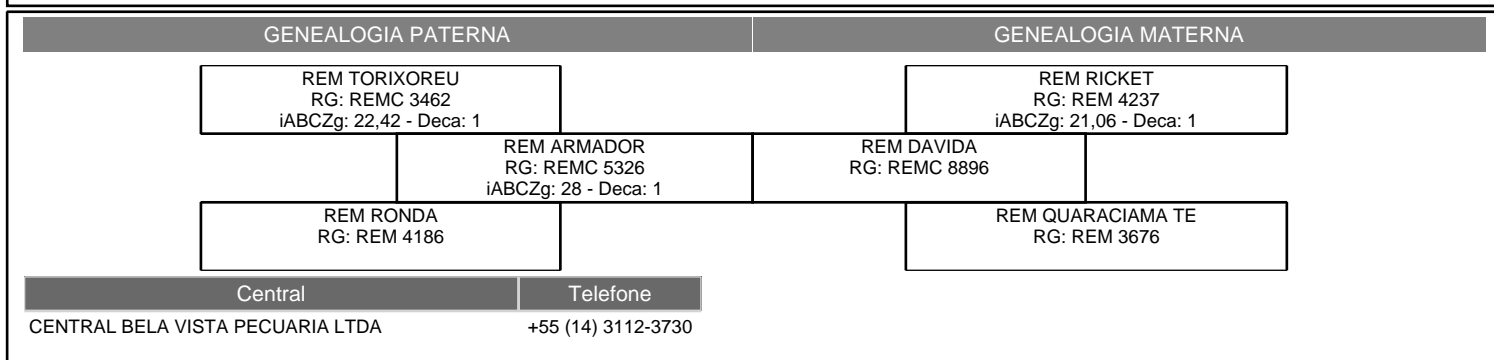 GENEALOGIA PATERNA
GENEALOGIA MATERNA
REM TORIXOREU
RG: REMC 3462
iABCZg: 22,42 - Deca: 1
REM RICKET
RG: REM 4237
iABCZg: 21,06 - Deca: 1
REM ARMADOR
RG: REMC 5326
iABCZg: 28 - Deca: 1
REM DAVIDA
RG: REMC 8896
REM RONDA
RG: REM 4186
REM QUARACIAMA TE
RG: REM 3676
Central
Telefone
CENTRAL BELA VISTA PECUARIA LTDA
+55 (14) 3112-3730